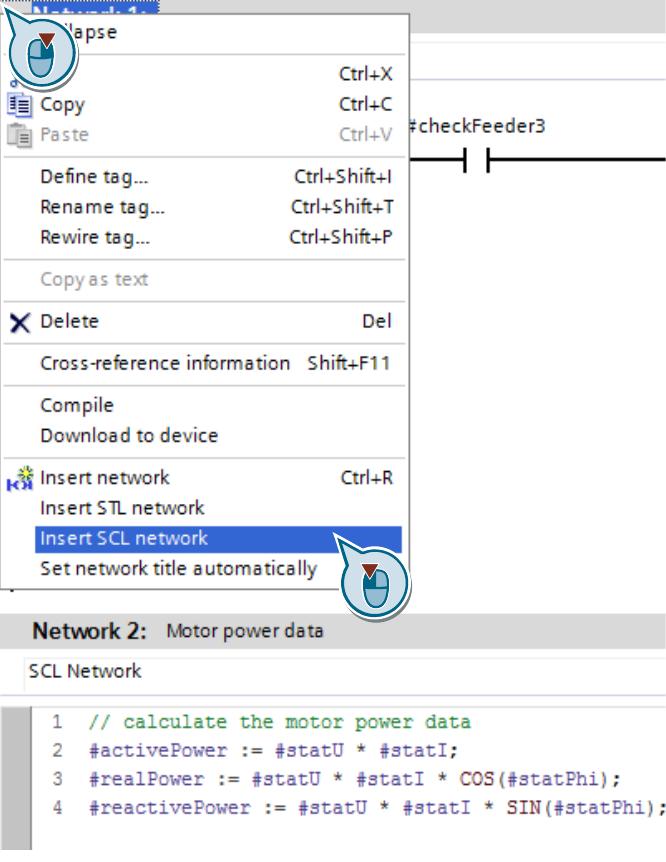 Network 1:
lapse
Ctrl+X
Copy Ctrl+C
Paste Ctrl+V
#checkFeeder3
Define tag... Ctrl+Shift+I
Rename tag... Ctrl+Shift+T
Rewire tag... Ctrl+Shift+P
Copy as text
Delete Del
Cross-reference information Shift+F11
Compile
Download to device
Insert network Ctrl+R
Insert STL network
Insert SCL network
Set network title automatically
Network 2: Motor power data
SCL Network
1 // calculate the motor power data
2 #activePower := #statU * #statI;
3 #realPower := #statU * #statI * COS(#statPhi);
4 #reactivePower := #statU * #statI * SIN(#statPhi);